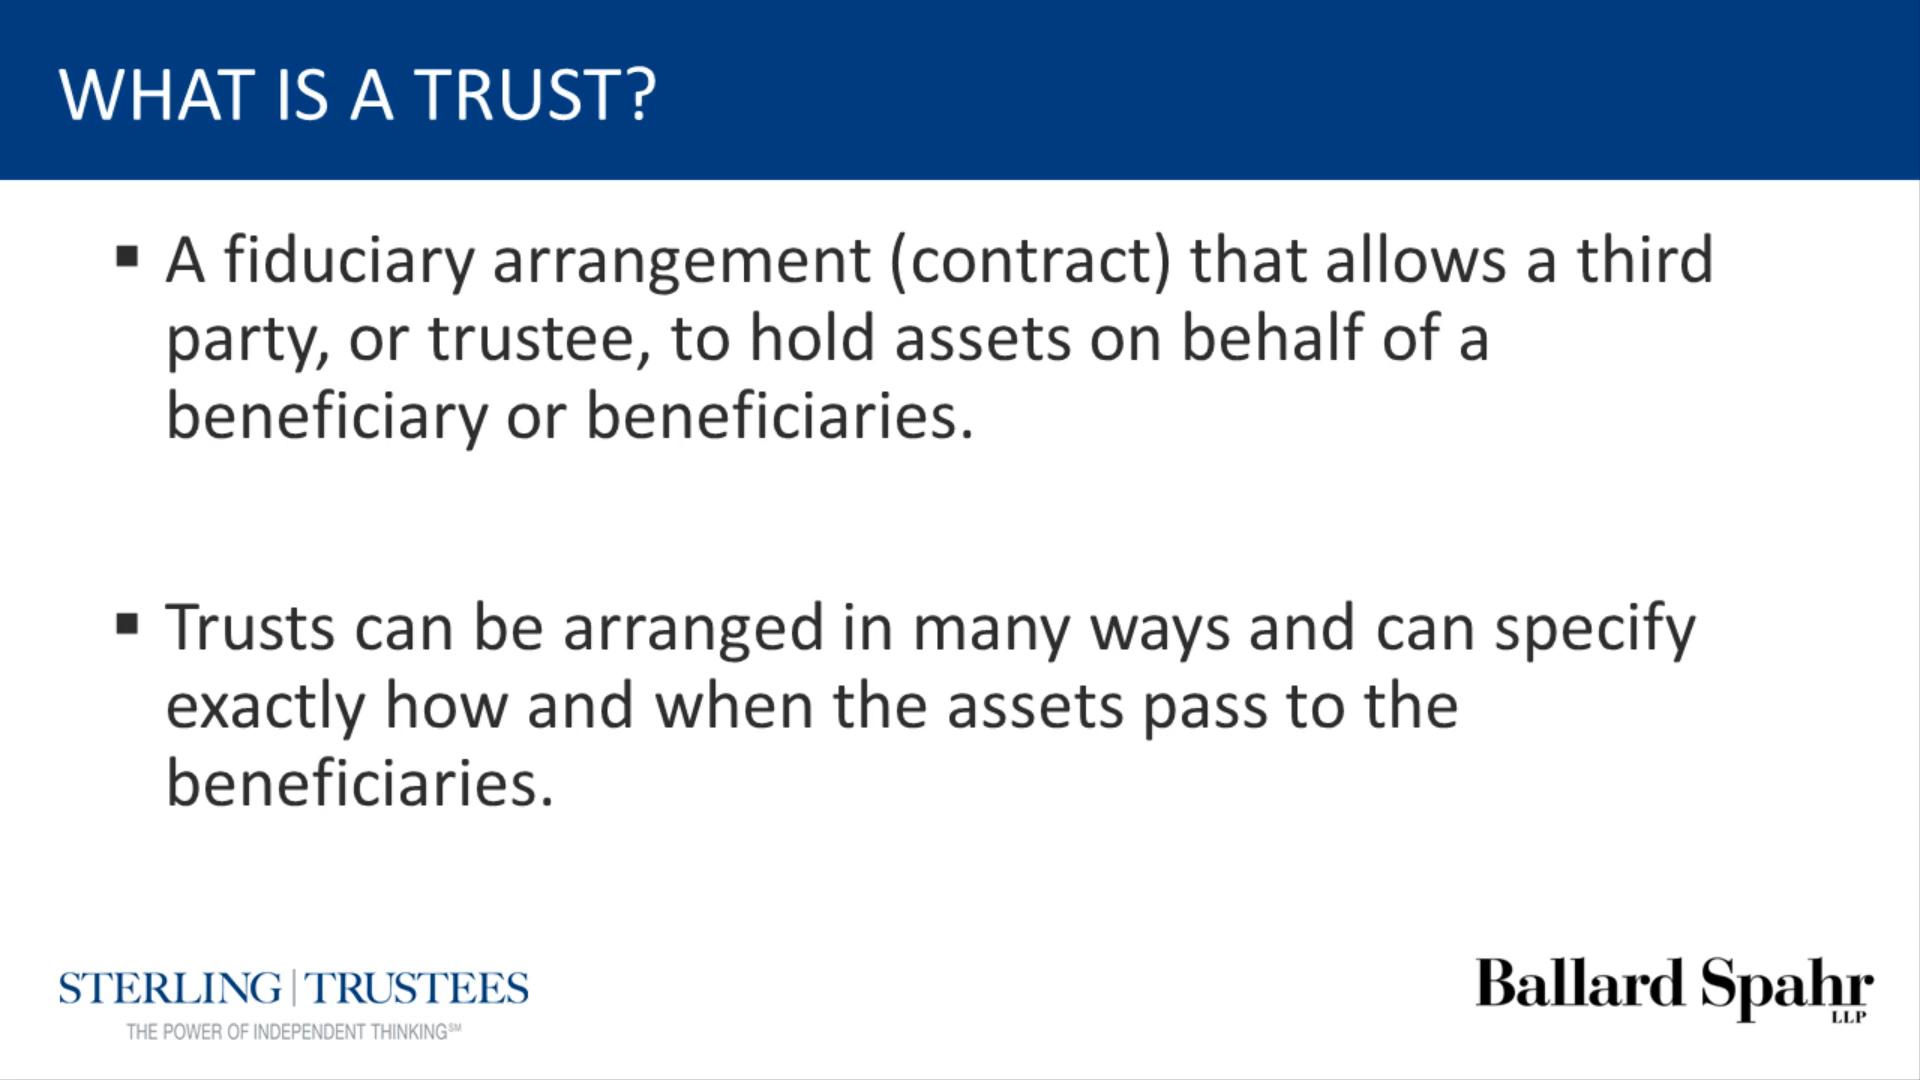 WHAT IS A TRUST?
▪ A fiduciary arrangement (contract) that allows a third
party, or trustee, to hold assets on behalf of a
beneficiary or beneficiaries.
▪ Trusts can be arranged in many ways and can specify
exactly how and when the assets pass to the
beneficiaries.
STERLING | TRUSTEES
THE POWER OF INDEPENDENT THINKING℠
Ballard Spahr
LLP